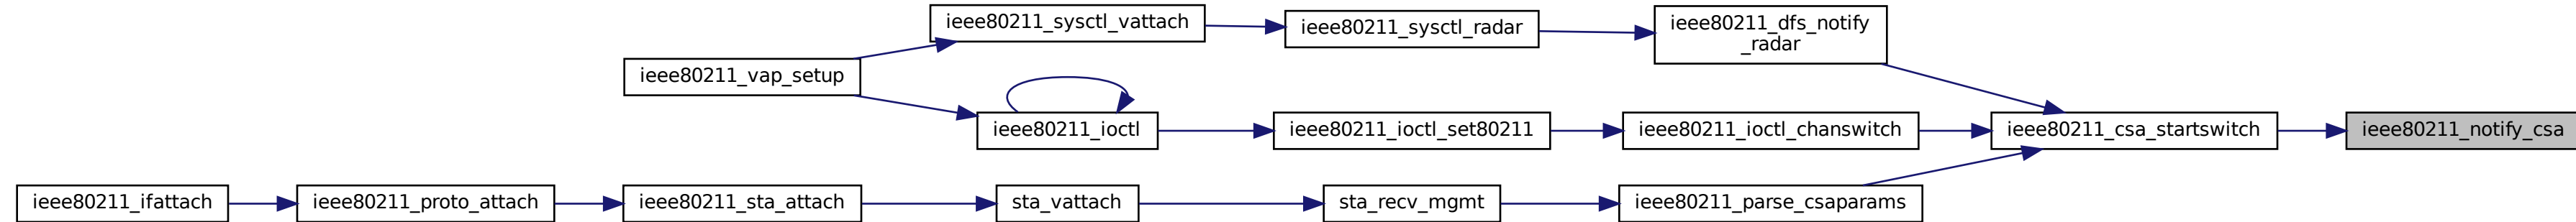 ieee80211_sysctl_vattach
ieee80211_sysctl_radar
ieee80211_dfs_notify
_radar
ieee80211_vap_setup
ieee80211_ioctl
ieee80211_ioctl_set80211
ieee80211_ioctl_chanswitch
ieee80211_csa_startswitch
ieee80211_notify_csa
ieee80211_ifattach
ieee80211_proto_attach
ieee80211_sta_attach
sta_vattach
sta_recv_mgmt
ieee80211_parse_csaparams